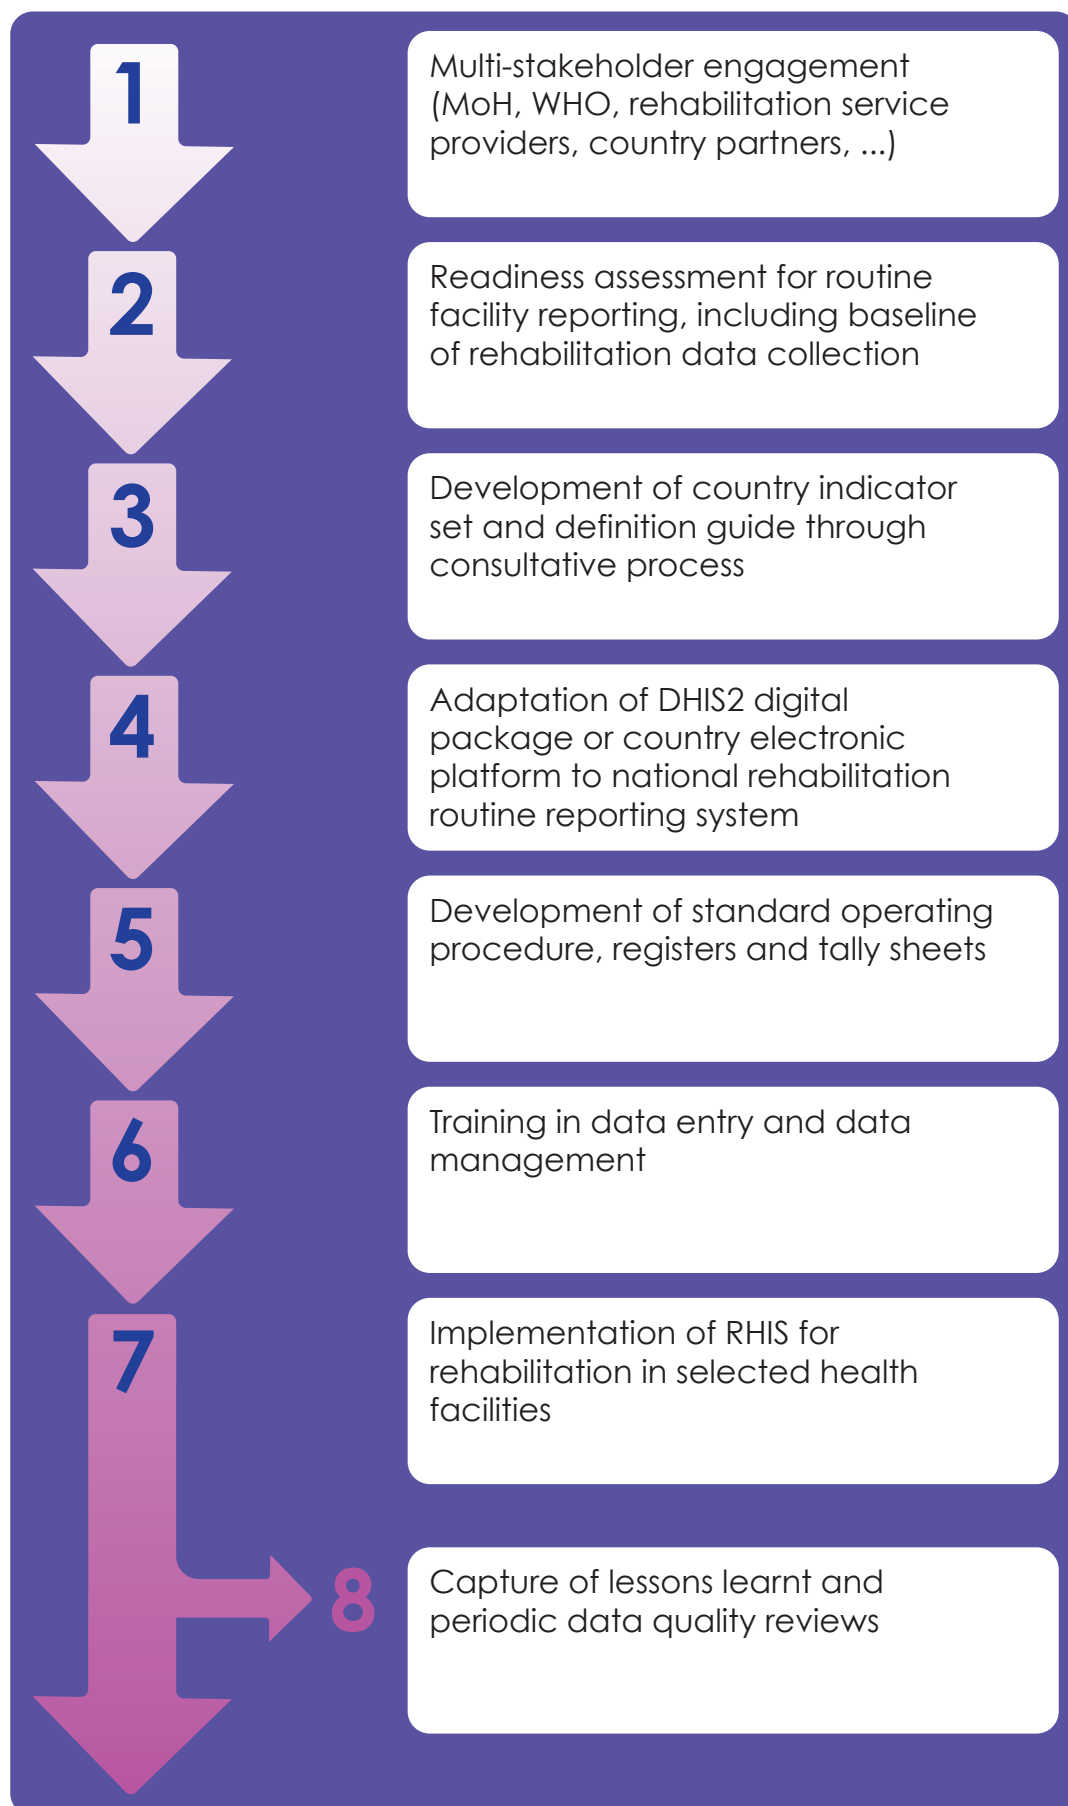 1
Multi-stakeholder engagement
(MoH, WHO, rehabilitation service
providers, country partners, ...)
2
Readiness assessment for routine
facility reporting, including baseline
of rehabilitation data collection
3
Development of country indicator
set and definition guide through
consultative process
4
Adaptation of DHIS2 digital
package or country electronic
platform to national rehabilitation
routine reporting system
5
Development of standard operating
procedure, registers and tally sheets
6
Training in data entry and data
management
7
Implementation of RHIS for
rehabilitation in selected health
facilities
8
Capture of lessons learnt and
periodic data quality reviews